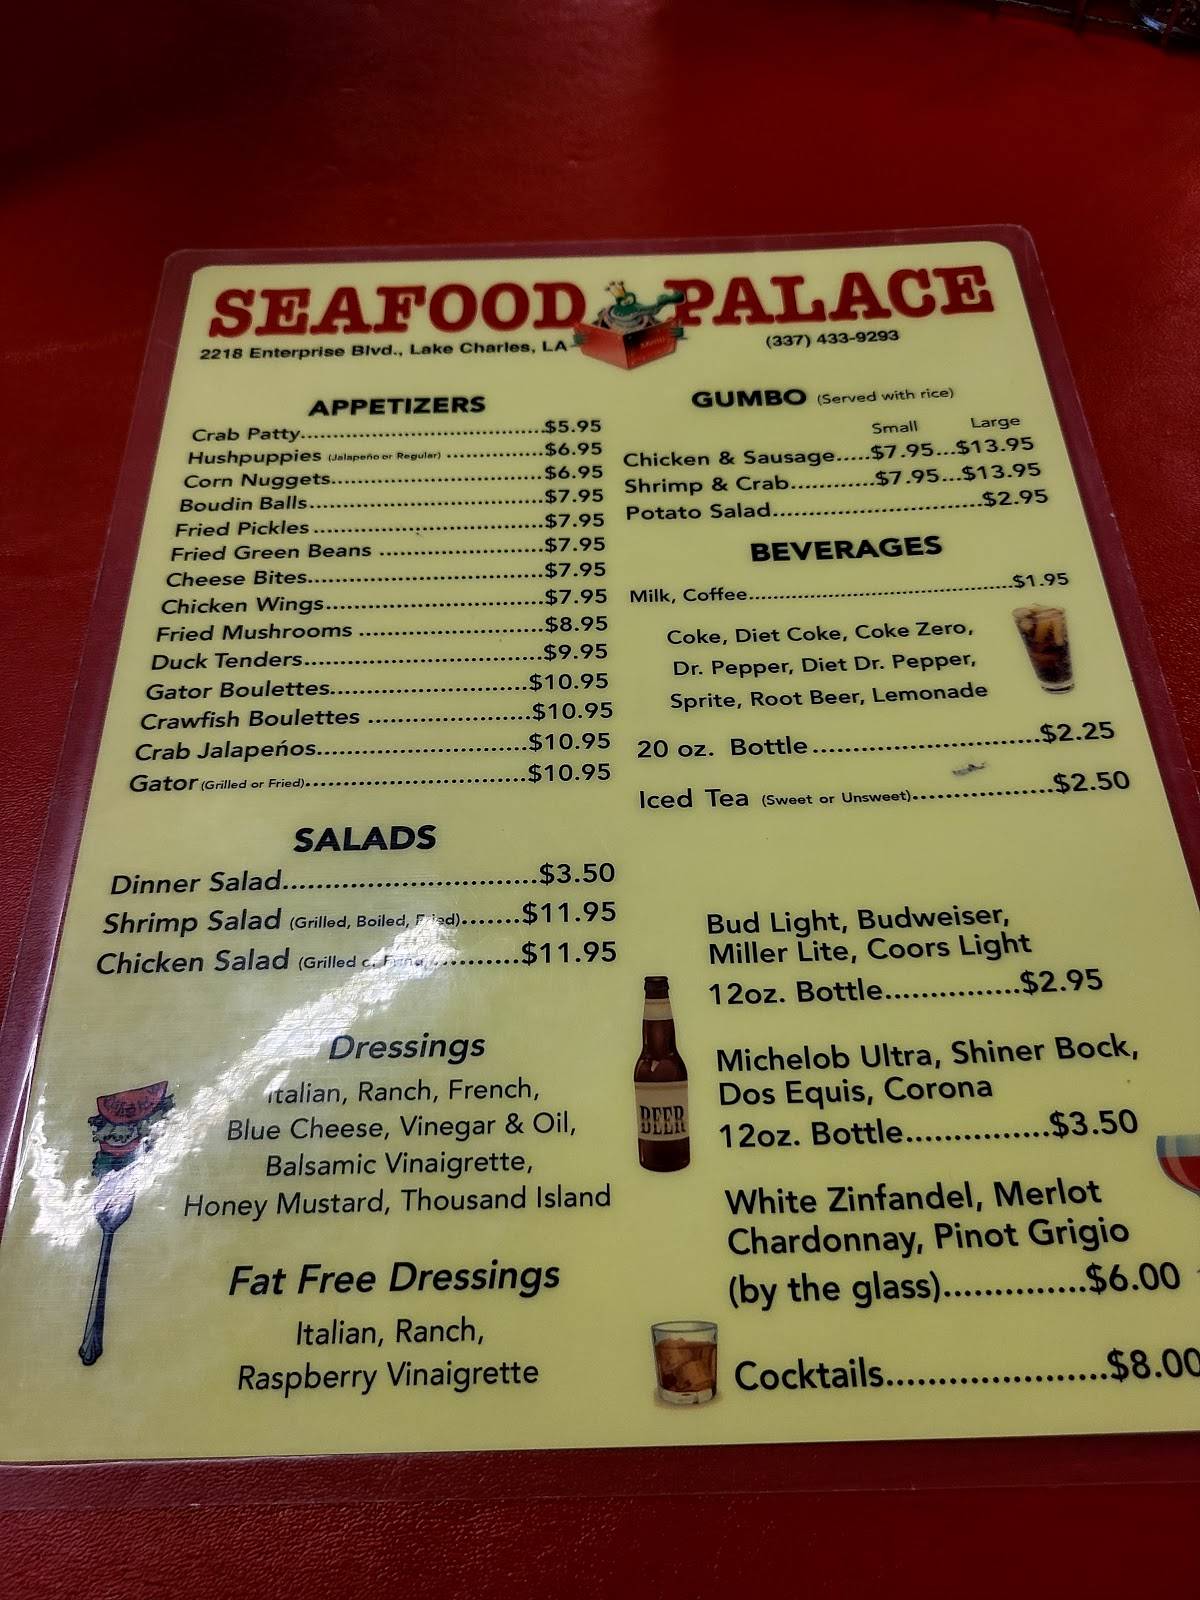 SEAFOOD PALACE
2218 Enterprise Blvd., Lake Charles, LA
(337) 433-9293
APPETIZERS
Crab Patty..........$5.95
Hushpuppies (Jalapeño or Regular) ..........$6.95
Corn Nuggets..........$6.95
Boudin Balls..........$7.95
Fried Pickles ..........$7.95
Fried Green Beans ..........$7.95
Cheese Bites..........$7.95
Chicken Wings..........$7.95
Fried Mushrooms ..........$8.95
Duck Tenders..........$9.95
Gator Boulettes..........$10.95
Crawfish Boulettes ..........$10.95
Crab Jalapeńos..........$10.95
Gator (Grilled or Fried)..........$10.95
SALADS
Dinner Salad..........$3.50
Shrimp Salad (Grilled, Boiled, Fried).......$11.95
Chicken Salad (Grilled or Fried)..........$11.95
Dressings
Italian, Ranch, French,
Blue Cheese, Vinegar & Oil,
Balsamic Vinaigrette,
Honey Mustard, Thousand Island
Fat Free Dressings
Italian, Ranch,
Raspberry Vinaigrette
GUMBO (Served with rice)
Small Large
Chicken & Sausage.....$7.95...$13.95
Shrimp & Crab..........$7.95...$13.95
Potato Salad..........$2.95
BEVERAGES
Milk, Coffee..........$1.95
Coke, Diet Coke, Coke Zero,
Dr. Pepper, Diet Dr. Pepper,
Sprite, Root Beer, Lemonade
20 oz. Bottle..........$2.25
Iced Tea (Sweet or Unsweet)..........$2.50
Bud Light, Budweiser,
Miller Lite, Coors Light
12oz. Bottle..........$2.95
BEER
Michelob Ultra, Shiner Bock,
Dos Equis, Corona
12oz. Bottle..........$3.50
White Zinfandel, Merlot
Chardonnay, Pinot Grigio
(by the glass)..........$6.00
Cocktails..........$8.00